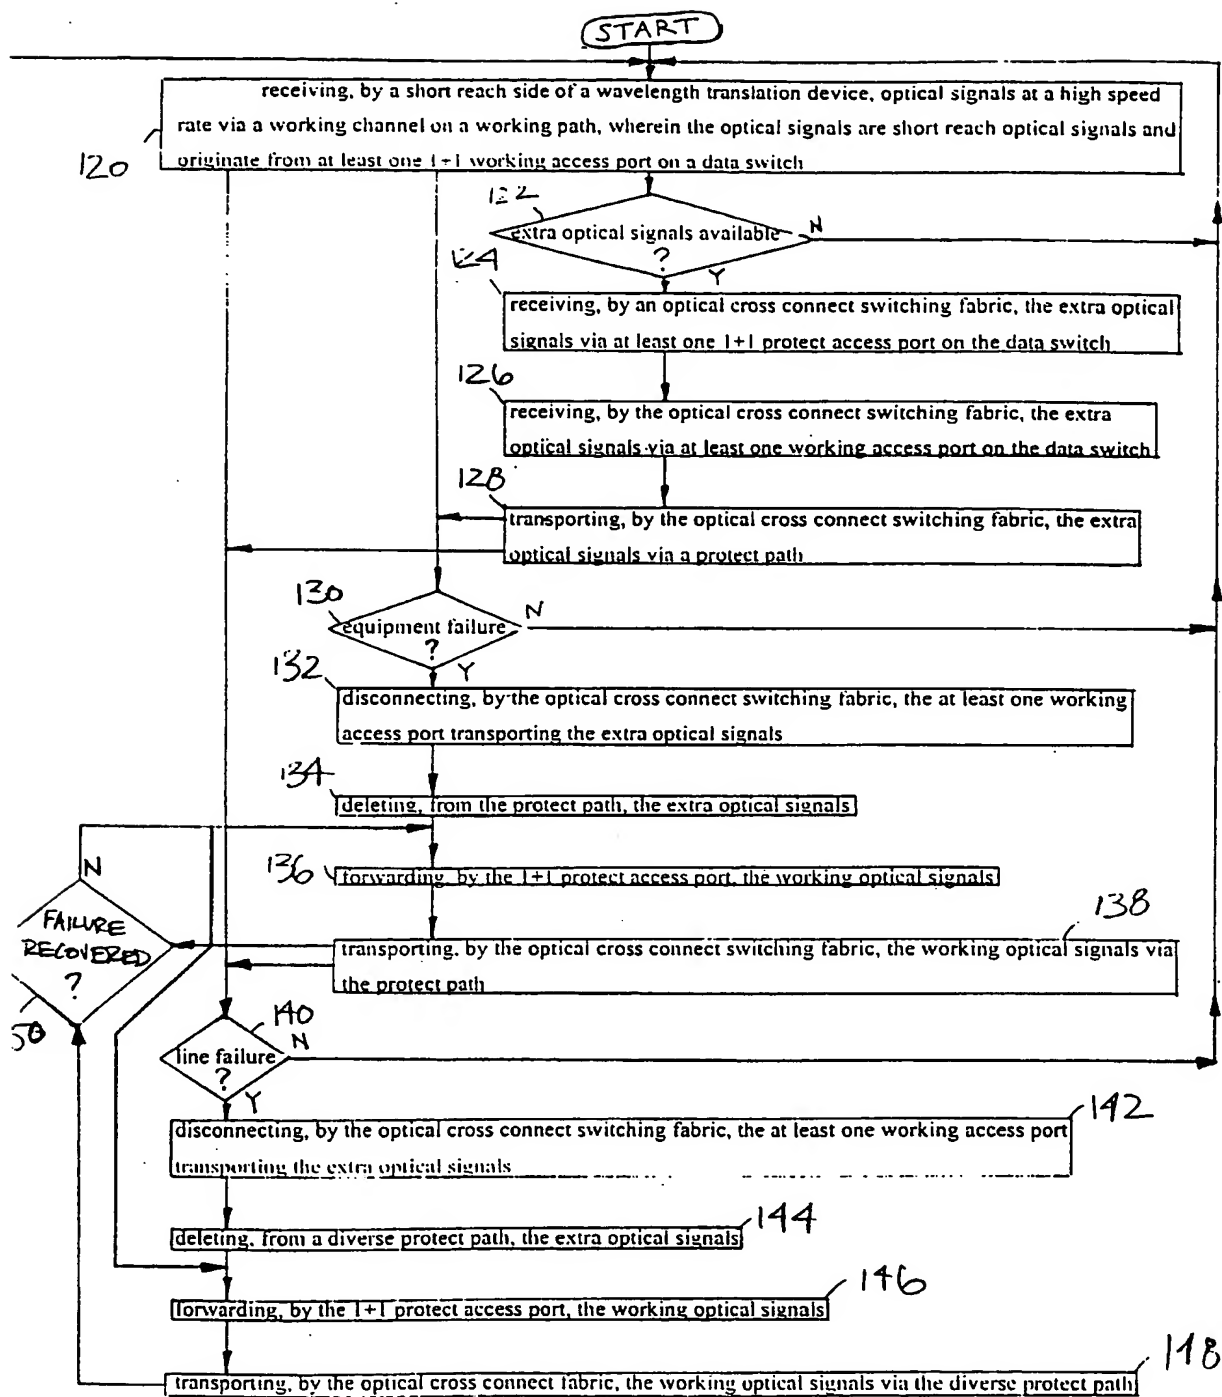 START
receiving, by a short reach side of a wavelength translation device, optical signals at a high speed
rate via a working channel on a working path, wherein the optical signals are short reach optical signals and
originate from at least one 1+1 working access port on a data switch
120
122
extra optical signals available
?
N
Y
124
receiving, by an optical cross connect switching fabric, the extra optical
signals via at least one 1+1 protect access port on the data switch
126
receiving, by the optical cross connect switching fabric, the extra
optical signals via at least one working access port on the data switch
128
transporting, by the optical cross connect switching fabric, the extra
optical signals via a protect path
130
equipment failure
?
N
Y
132
disconnecting, by the optical cross connect switching fabric, the at least one working
access port transporting the extra optical signals
134
deleting, from the protect path, the extra optical signals
136
forwarding, by the 1+1 protect access port, the working optical signals
138
transporting, by the optical cross connect switching fabric, the working optical signals via
the protect path
N
FAILURE
RECOVERED
?
50
140
line failure
?
N
Y
142
disconnecting, by the optical cross connect switching fabric, the at least one working access port
transporting the extra optical signals
144
deleting, from a diverse protect path, the extra optical signals
146
forwarding, by the 1+1 protect access port, the working optical signals
148
transporting, by the optical cross connect fabric, the working optical signals via the diverse protect path